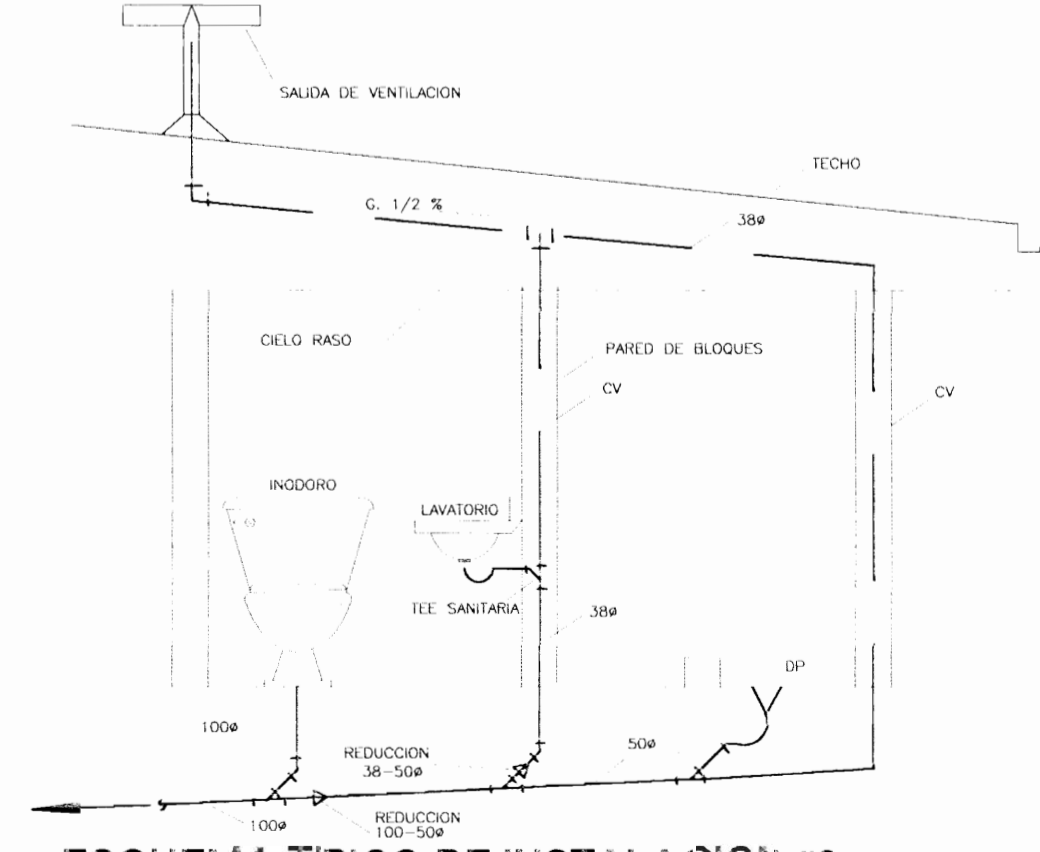 SALIDA DE VENTILACION
TECHO
G. 1/2 %
38ø
CIELO RASO
PARED DE BLOQUES
CV
CV
INODORO
LAVATORIO
TEE SANITARIA
38ø
DP
100ø
REDUCCION
38-50ø
50ø
100ø
REDUCCION
100-50ø